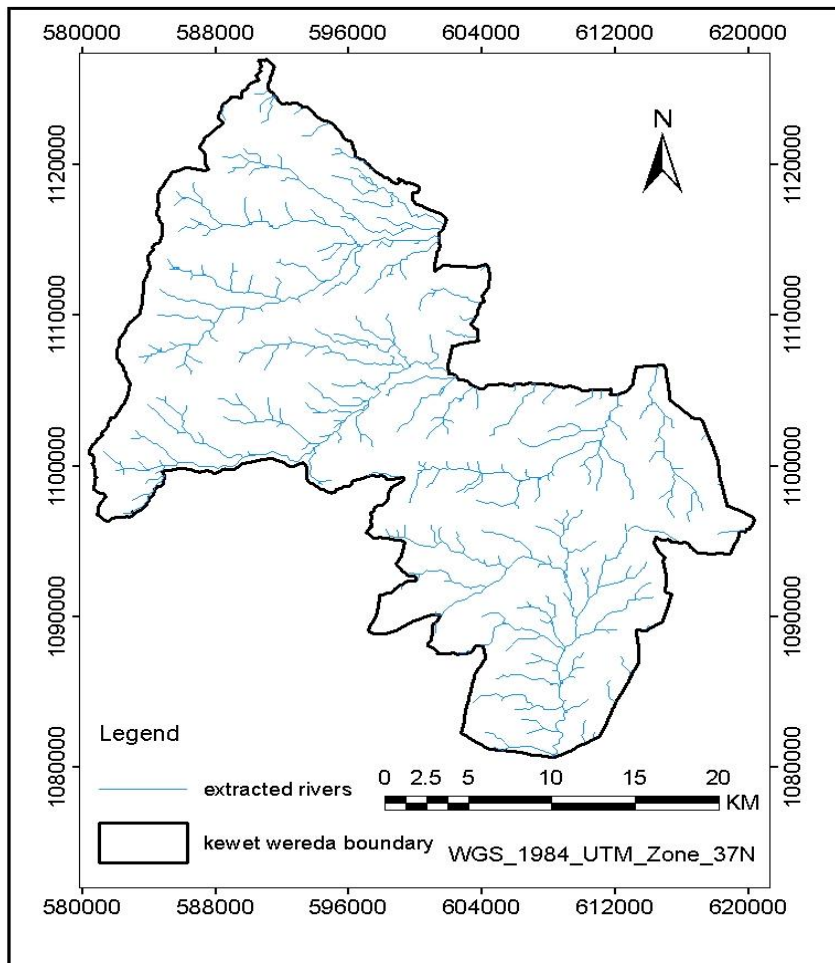 580000 588000 596000 604000 612000 620000
N
1120000 1120000
1110000 1110000
1100000 1100000
1090000 1090000
1080000 1080000
Legend
extracted rivers
kewet wereda boundary
0 2.5 5 10 15 20
KM
WGS_1984_UTM_Zone_37N
580000 588000 596000 604000 612000 620000